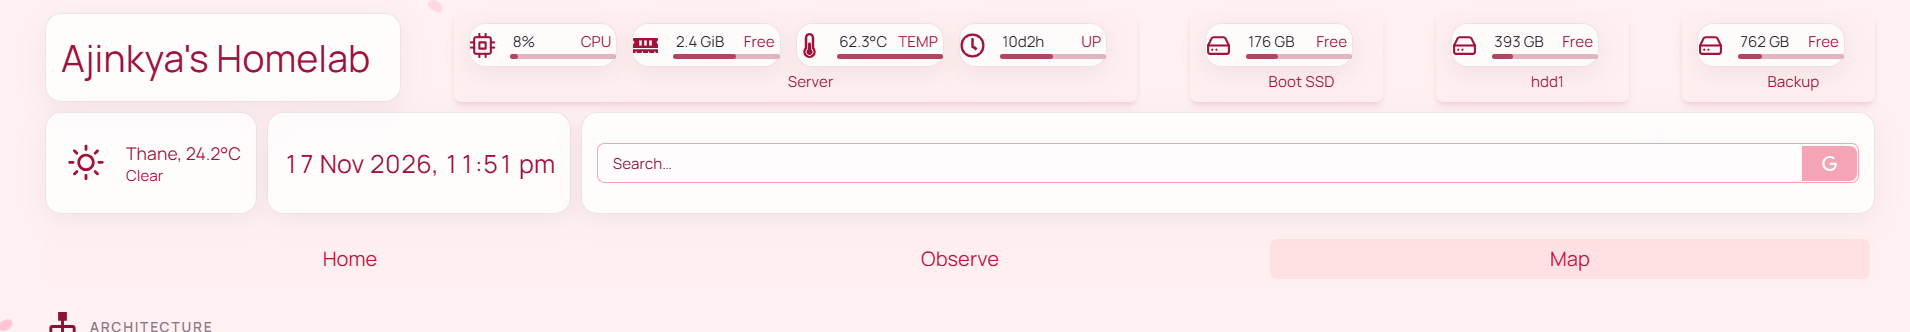 Ajinkya's Homelab
8% CPU
2.4 GiB Free
62.3°C TEMP
10d2h UP
Server
176 GB Free
Boot SSD
393 GB Free
hdd1
762 GB Free
Backup
Thane, 24.2°C
Clear
17 Nov 2026, 11:51 pm
Search...
G
Home
Observe
Map
ARCHITECTURE